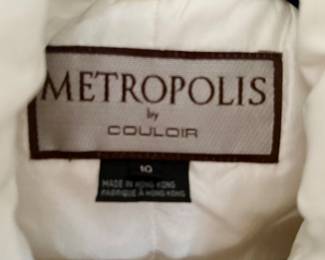 METROPOLIS
by
COULOIR
10
MADE IN HONG KONG
FABRIQUÉ À HONG KONG